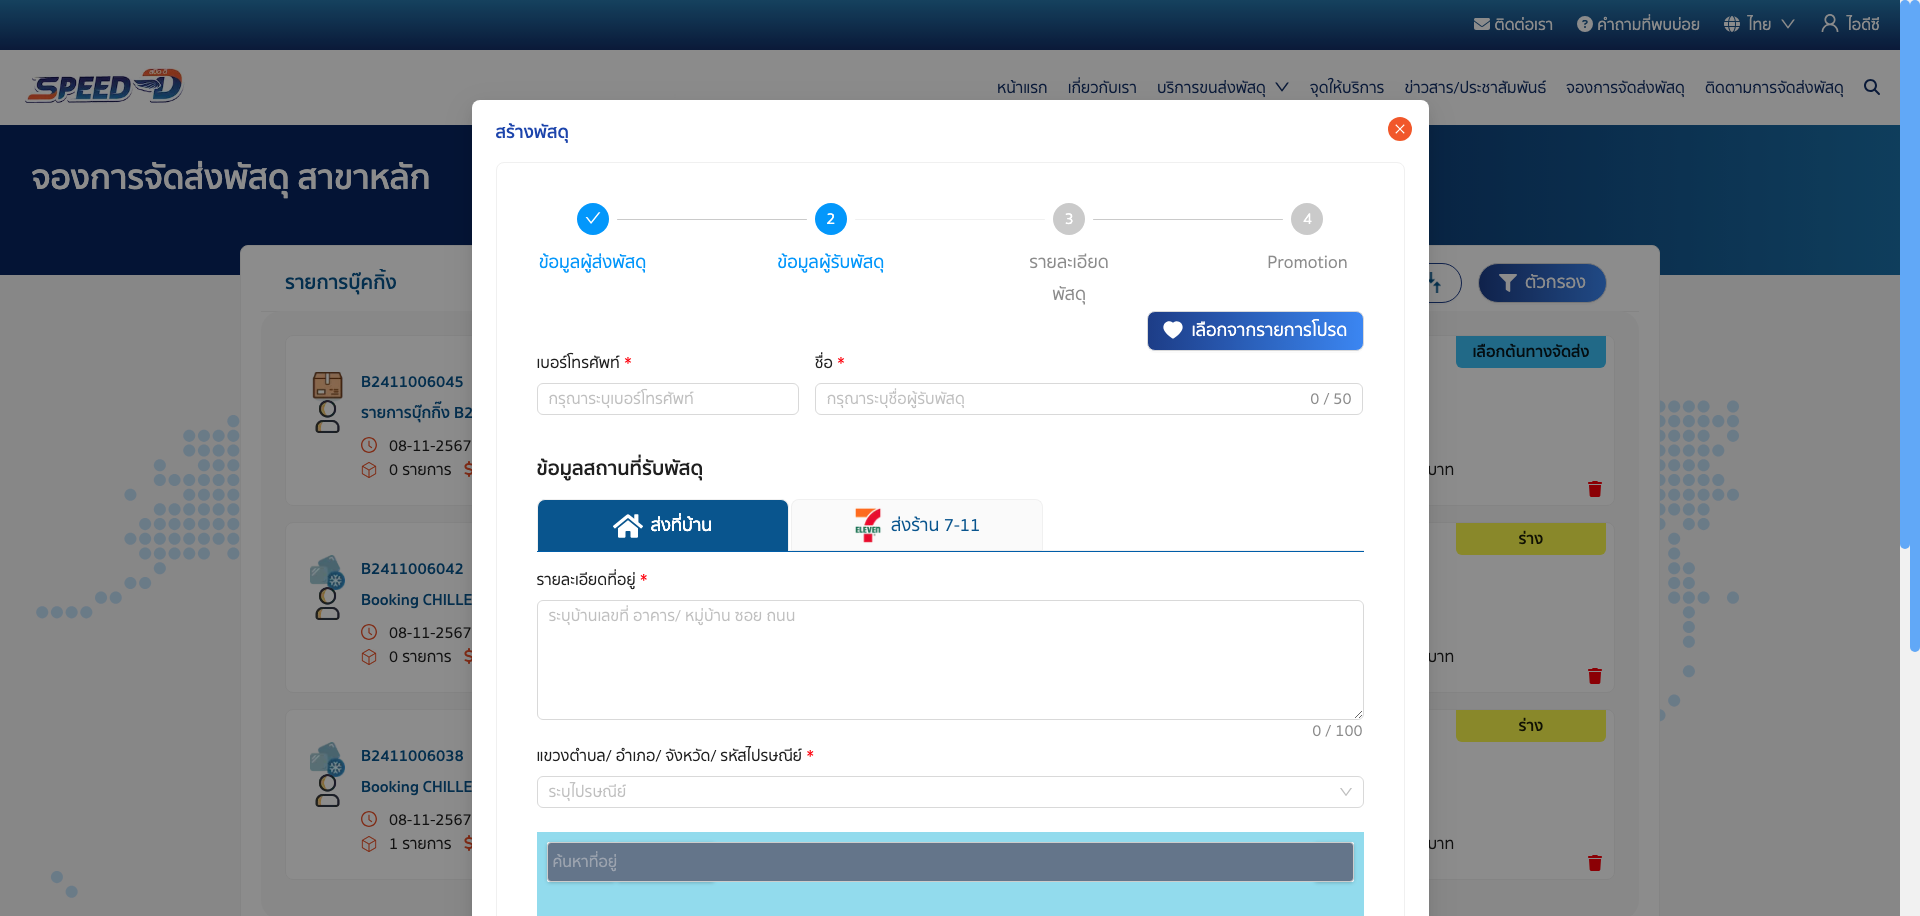 ติดต่อเรา คำถามที่พบบ่อย ไทย ไอดีซี
สปีด-ดี
SPEED-D
หน้าแรก เกี่ยวกับเรา บริการขนส่งพัสดุ จุดให้บริการ ข่าวสาร/ประชาสัมพันธ์ จองการจัดส่งพัสดุ ติดตามการจัดส่งพัสดุ
จองการจัดส่งพัสดุ สาขาหลัก
รายการบุ๊คกิ้ง
ตัวกรอง
สร้างพัสดุ
2 3 4
ข้อมูลผู้ส่งพัสดุ ข้อมูลผู้รับพัสดุ รายละเอียด Promotion
พัสดุ
เลือกจากรายการโปรด
เบอร์โทรศัพท์ * ชื่อ *
กรุณาระบุเบอร์โทรศัพท์ กรุณาระบุชื่อผู้รับพัสดุ 0 / 50
ข้อมูลสถานที่รับพัสดุ
ส่งที่บ้าน ELEVEN ส่งร้าน 7-11
รายละเอียดที่อยู่ *
ระบุบ้านเลขที่ อาคาร/ หมู่บ้าน ซอย ถนน
0 / 100
แขวงตำบล/ อำเภอ/ จังหวัด/ รหัสไปรษณีย์ *
ระบุไปรษณีย์
ค้นหาที่อยู่
B2411006045 เลือกต้นทางจัดส่ง
รายการบุ๊กกิ๊ง B2
08-11-2567
0 รายการ บาท
B2411006042 ร่าง
Booking CHILLE
08-11-2567
0 รายการ บาท
B2411006038 ร่าง
Booking CHILLE
08-11-2567
1 รายการ บาท